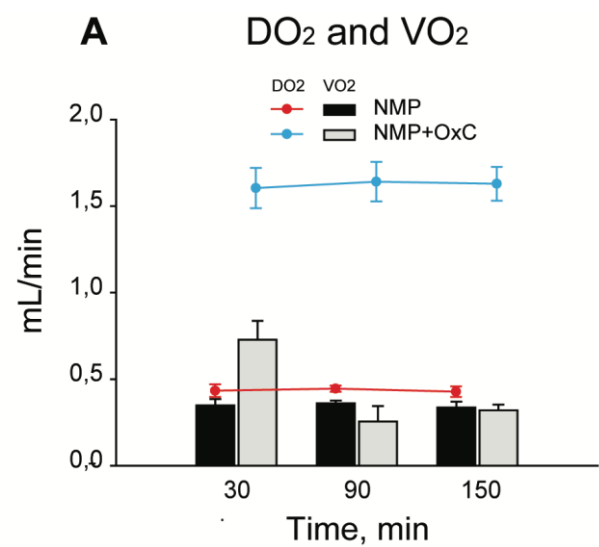 A
DO2 and VO2
DO2 VO2
NMP
NMP+OxC
2,0
1,5
1,0
0,5
0,0
mL/min
30 90 150
Time, min